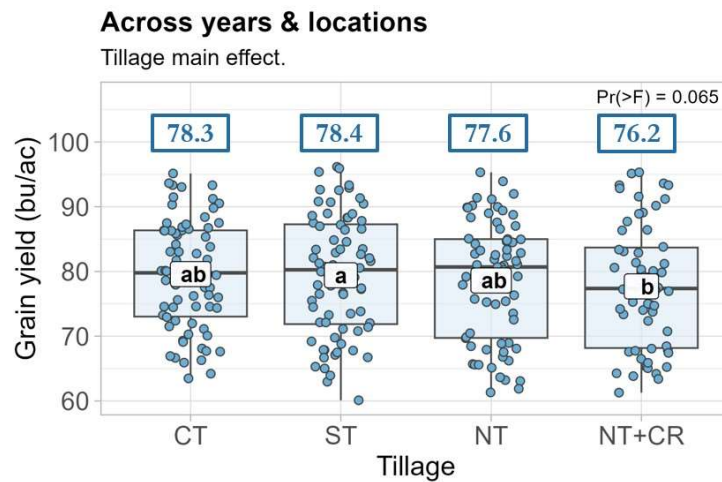 Across years & locations
Tillage main effect.
Pr(>F) = 0.065
78.3 78.4 77.6 76.2
100
90
80
70
60
Grain yield (bu/ac)
ab a ab b
CT ST NT NT+CR
Tillage